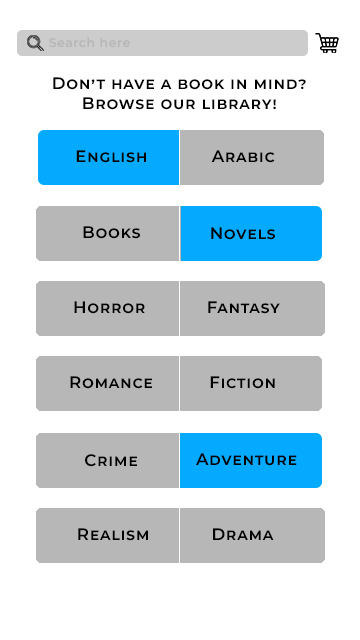 Search here
Don't have a book in mind?
Browse our library!
English Arabic
Books Novels
Horror Fantasy
Romance Fiction
Crime Adventure
Realism Drama